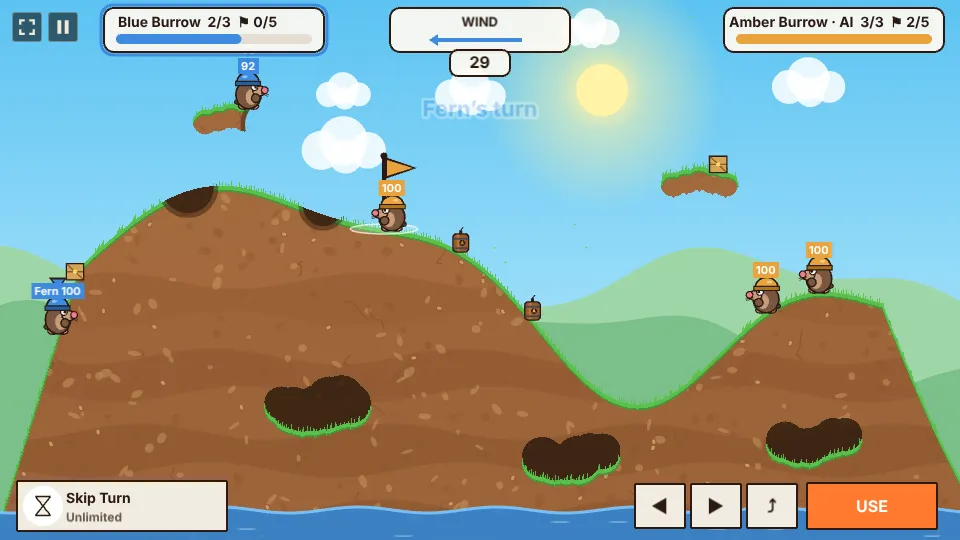 Blue Burrow 2/3 ⚑ 0/5
WIND
29
Amber Burrow · AI 3/3 ⚑ 2/5
92
Fern's turn
100
100
100
Fern 100
Skip Turn
Unlimited
USE